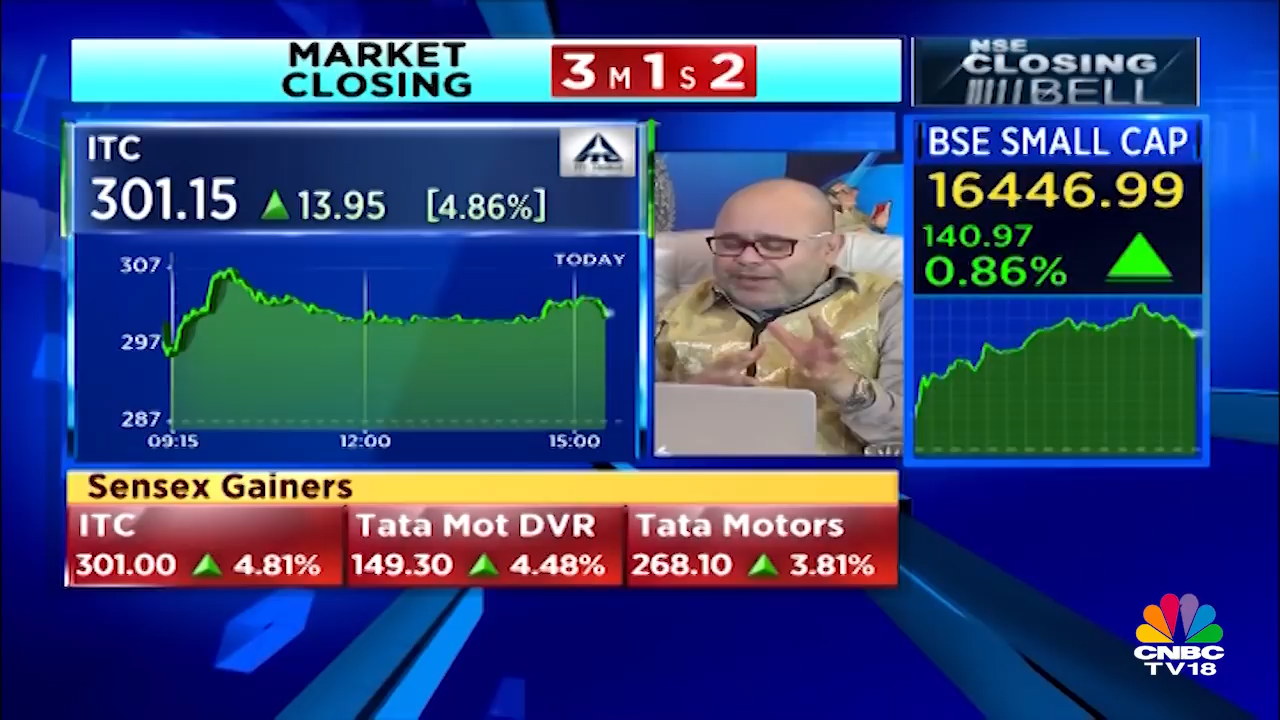 MARKET
CLOSING
3 M 1 S 2
NSE
CLOSING
BELL
ITC
301.15 ▲ 13.95 [4.86%]
TODAY
307
297
287
09:15 12:00 15:00
BSE SMALL CAP
16446.99
140.97
0.86%
Sensex Gainers
ITC
301.00 ▲ 4.81%
Tata Mot DVR
149.30 ▲ 4.48%
Tata Motors
268.10 ▲ 3.81%
CNBC
TV18